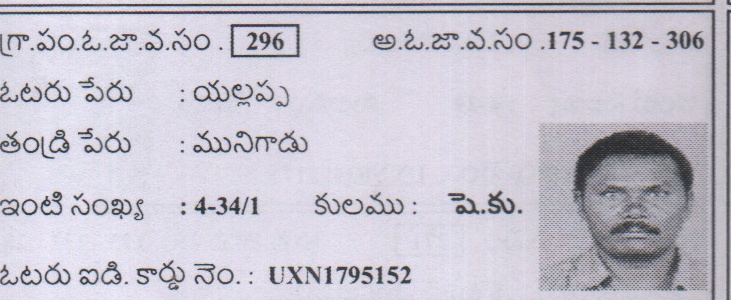 గ్రా.పం.ఓ.జా.వ.సం. 296 అ.ఓ.జా.వ.సం .175 - 132 - 306
ఓటరు పేరు : యల్లప్ప
తండ్రి పేరు : మునిగాడు
ఇంటి సంఖ్య : 4-34/1 కులము : షె.కు.
ఓటరు ఐడి. కార్డు నెం. : UXN1795152